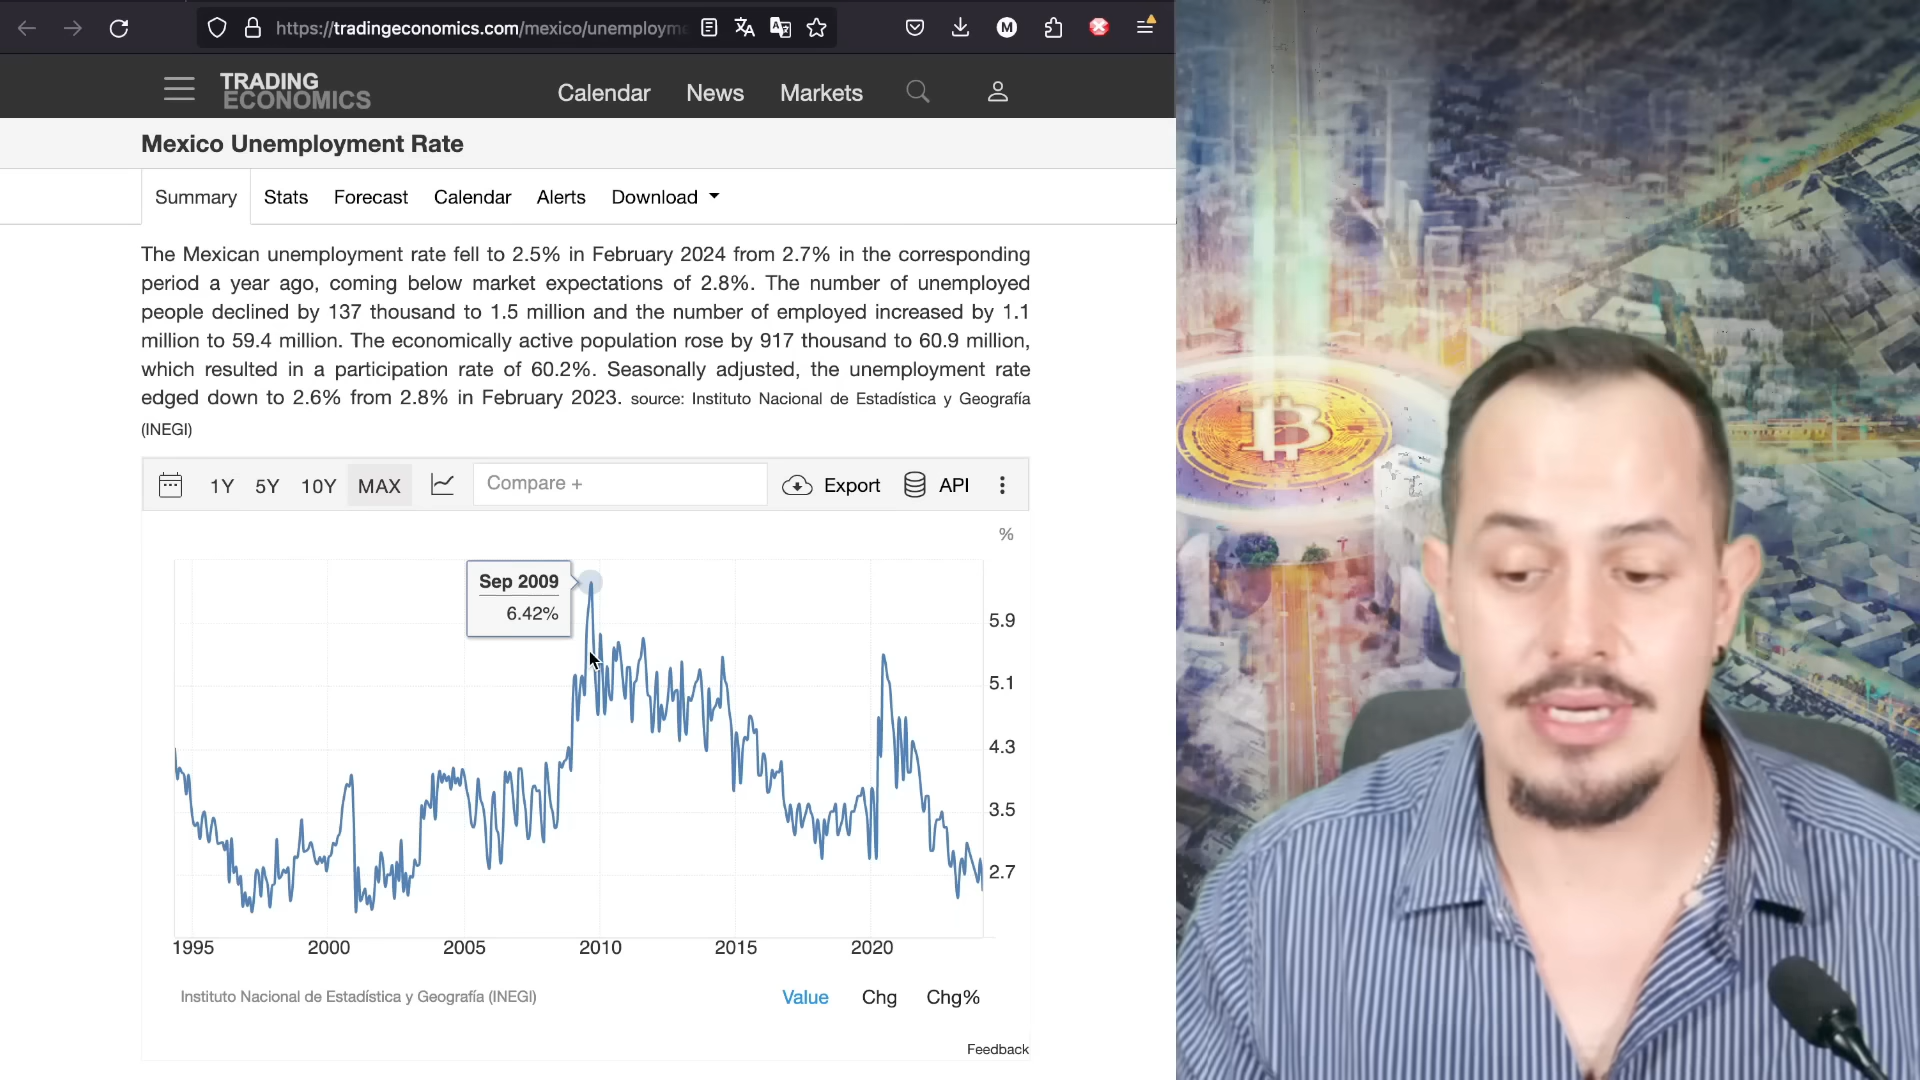 https://tradingeconomics.com/mexico/unemployme
M
TRADING
ECONOMICS
Calendar
News
Markets
Mexico Unemployment Rate
Summary
Stats
Forecast
Calendar
Alerts
Download
The Mexican unemployment rate fell to 2.5% in February 2024 from 2.7% in the corresponding
period a year ago, coming below market expectations of 2.8%. The number of unemployed
people declined by 137 thousand to 1.5 million and the number of employed increased by 1.1
million to 59.4 million. The economically active population rose by 917 thousand to 60.9 million,
which resulted in a participation rate of 60.2%. Seasonally adjusted, the unemployment rate
edged down to 2.6% from 2.8% in February 2023. source: Instituto Nacional de Estadística y Geografía
(INEGI)
1Y
5Y
10Y
MAX
Compare +
Export
API
%
Sep 2009
6.42%
5.9
5.1
4.3
3.5
2.7
1995
2000
2005
2010
2015
2020
Instituto Nacional de Estadística y Geografía (INEGI)
Value
Chg
Chg%
Feedback